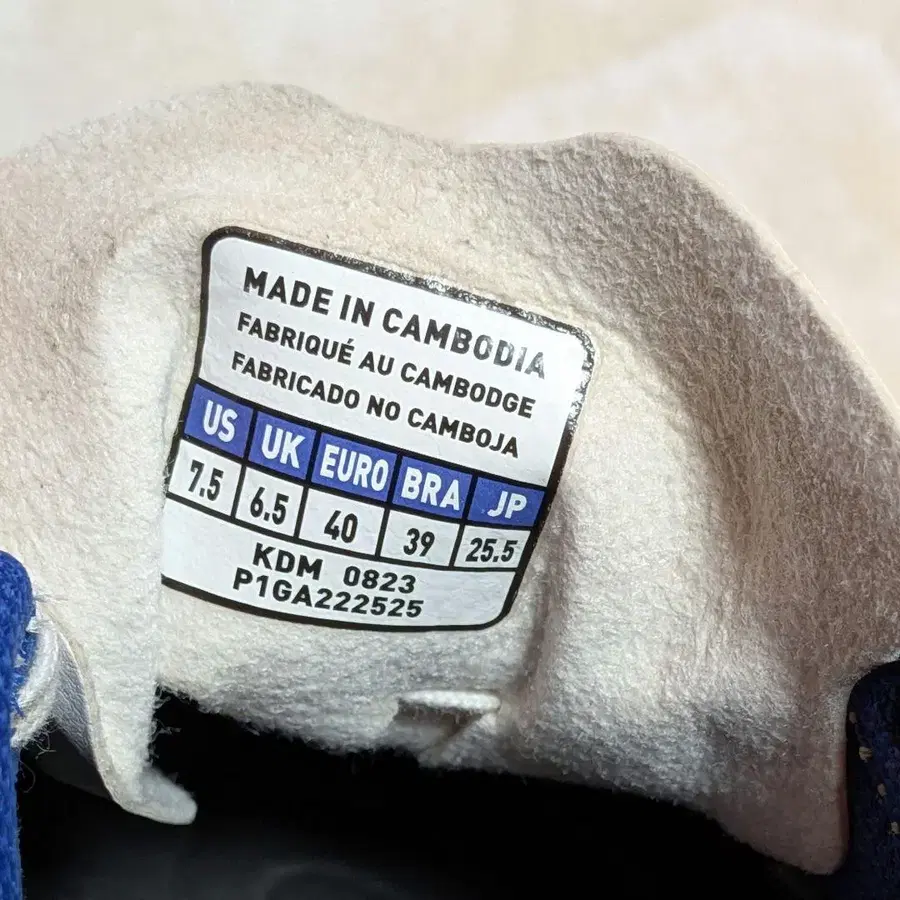 MADE IN CAMBODIA
FABRIQUÉ AU CAMBODGE
FABRICADO NO CAMBOJA
US UK EURO BRA JP
7.5 6.5 40 39 25.5
KDM 0823
P1GA222525